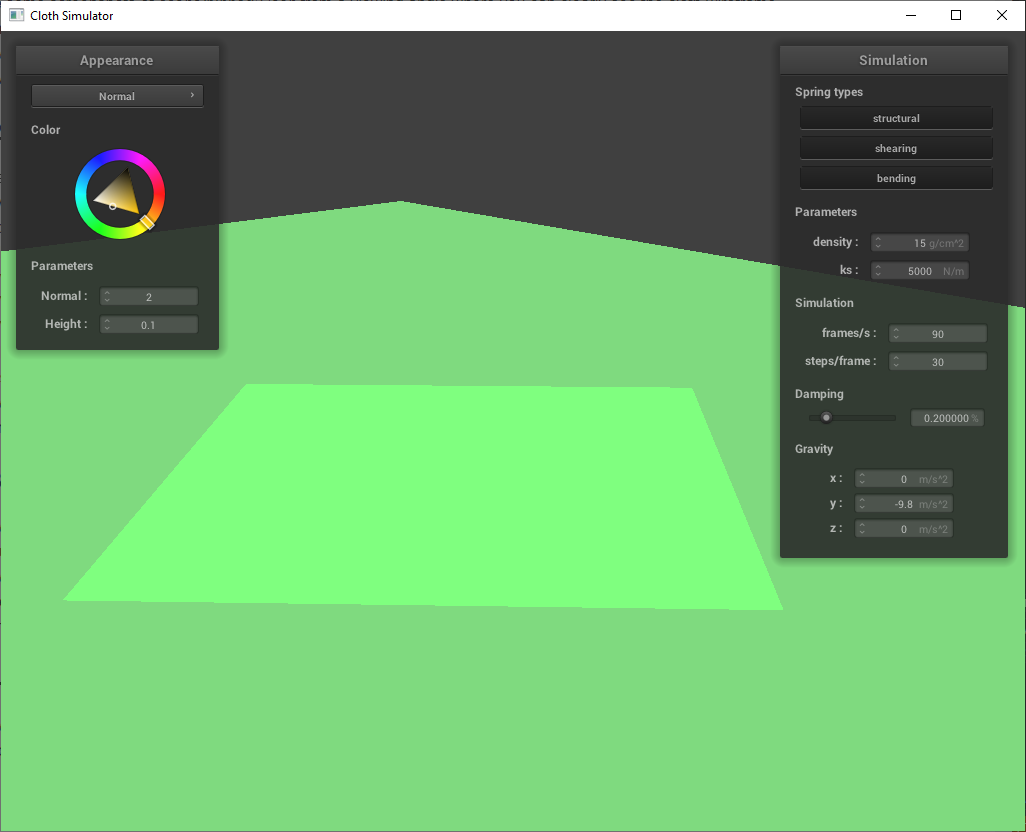 Cloth Simulator
Appearance
Normal
Color
Parameters
Normal : 2
Height : 0.1
Simulation
Spring types
structural
shearing
bending
Parameters
density : 15 g/cm^2
ks : 5000 N/m
Simulation
frames/s : 90
steps/frame : 30
Damping
0.200000 %
Gravity
x : 0 m/s^2
y : -9.8 m/s^2
z : 0 m/s^2